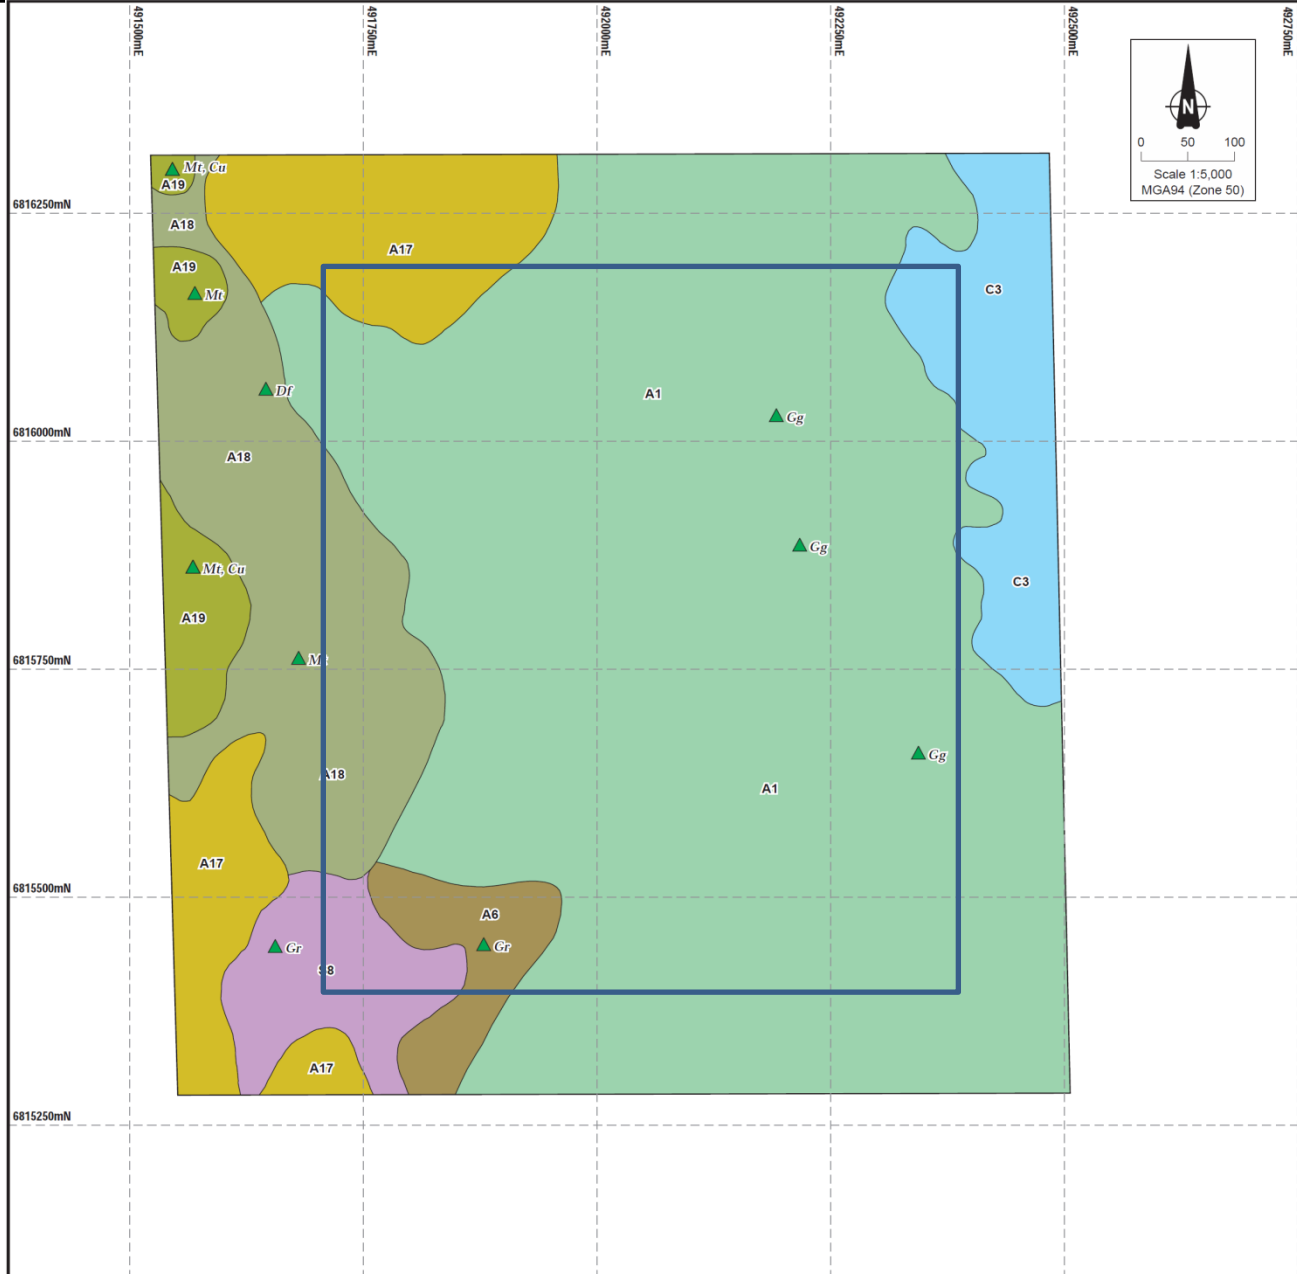 491500mE
491750mE
492000mE
492250mE
492500mE
492750mE
N
0 50 100
Scale 1:5,000
MGA94 (Zone 50)
Mt, Cu
A19
6816250mN
A18
A17
A19
C3
Mt
Df
A1
Gg
6816000mN
A18
Gg
Mt, Cu
C3
A19
6815750mN
Gg
A18
A1
A17
6815500mN
A6
Gr
Gr
S8
A17
6815250mN